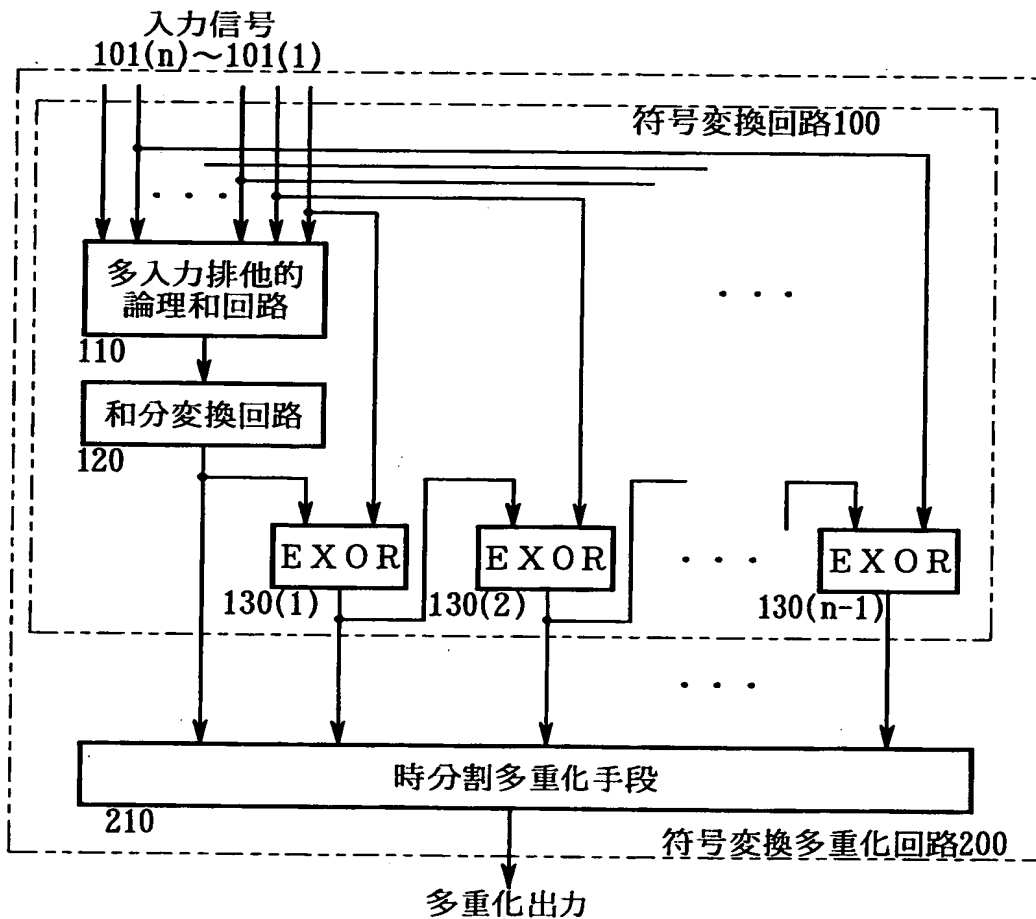 入力信号
101(n)～101(1)
符号変換回路100
多入力排他的
論理和回路
110
和分変換回路
120
EXOR
EXOR
EXOR
130(1)
130(2)
130(n-1)
時分割多重化手段
210
符号変換多重化回路200
多重化出力